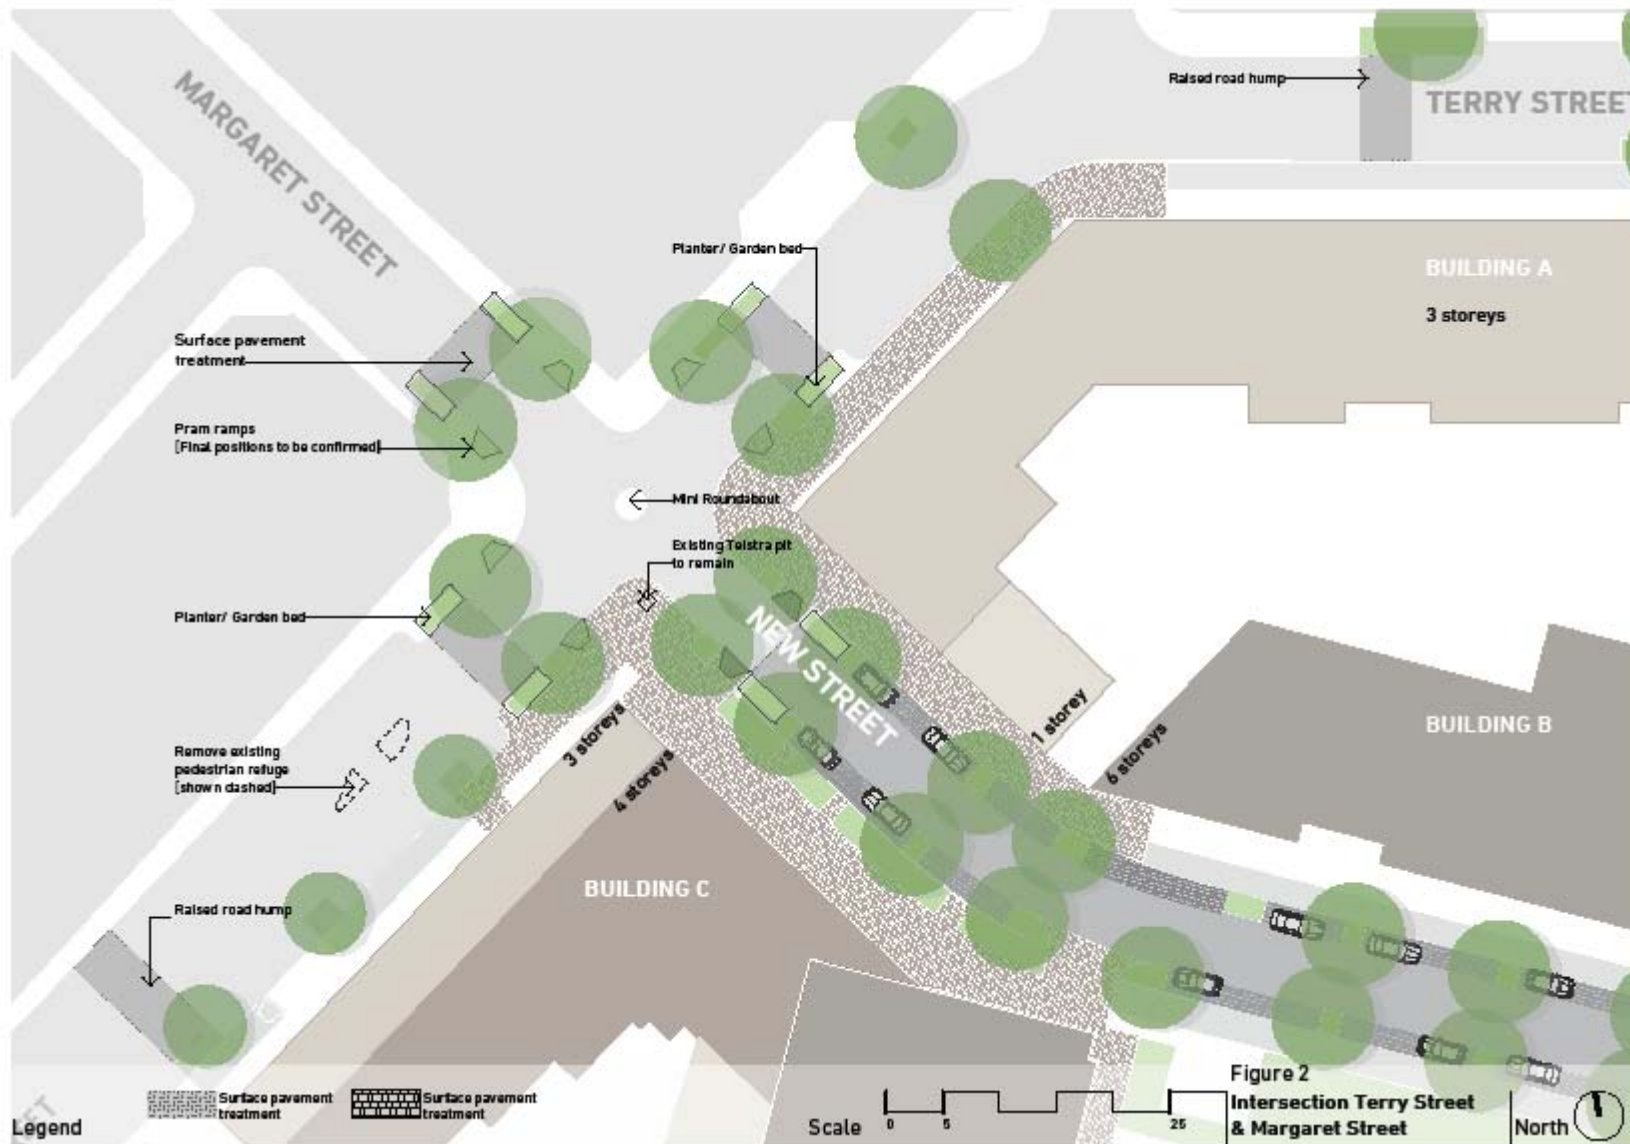 Raised road hump
TERRY STREET
MARGARET STREET
Planter/ Garden bed
BUILDING A
3 storeys
Surface pavement
treatment
Pram ramps
[Final positions to be confirmed]
Mini Roundabout
Existing Telstra pit
to remain
Planter/ Garden bed
NEW STREET
1 storey
6 storeys
BUILDING B
3 storeys
4 storeys
Remove existing
pedestrian refuge
[shown dashed]
BUILDING C
Raised road hump
Legend
Surface pavement
treatment
Surface pavement
treatment
Scale
0 5 25
Figure 2
Intersection Terry Street
& Margaret Street
North